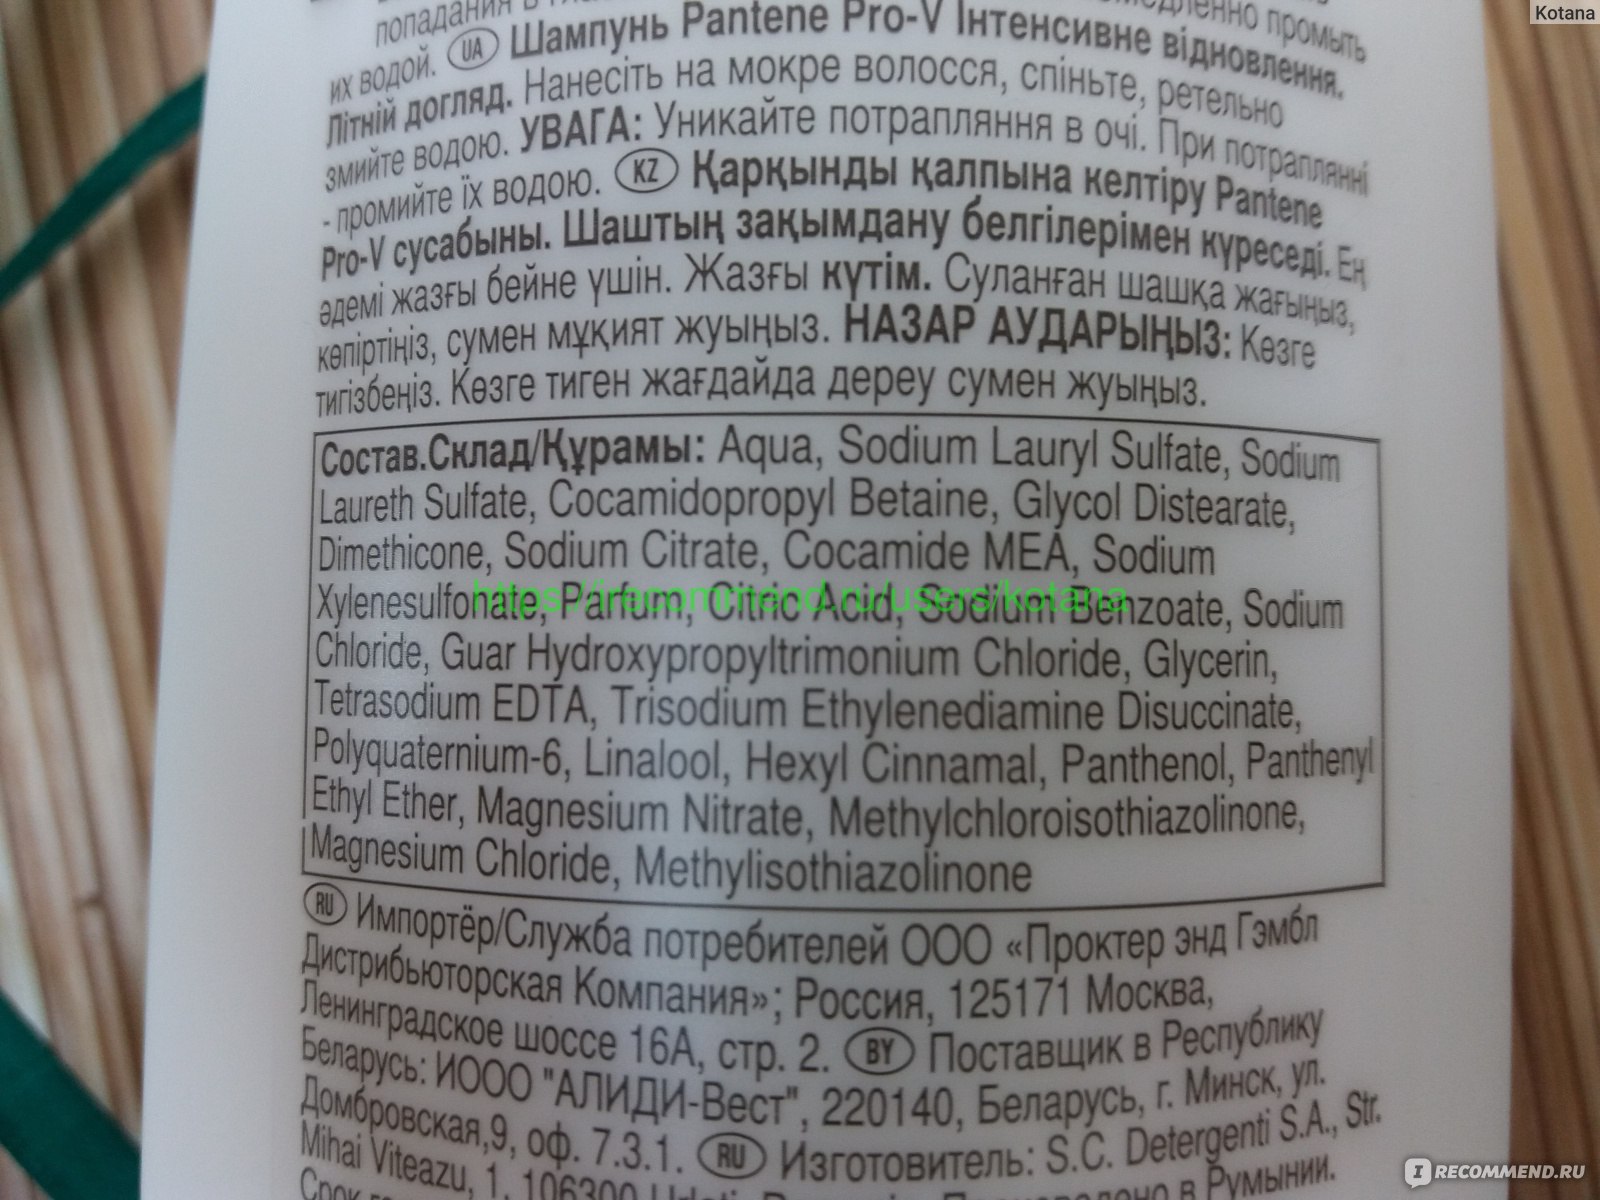 Kotana
попадания в
медленно промыть
их водой. UA Шампунь Pantene Pro-V Інтенсивне відновлення.
Літній догляд. Нанесіть на мокре волосся, спіньте, ретельно
змийте водою. УВАГА: Уникайте потрапляння в очі. При потраплянні
- промийте їх водою. KZ Қарқынды қалпына келтіру Pantene
Pro-V сусабыны. Шаштың зақымдану белгілерімен күреседі. Ең
әдемі жазғы бейне үшін. Жазғы күтім. Суланған шашқа жағыңыз,
көпіртіңіз, сумен мұқият жуыңыз. НАЗАР АУДАРЫҢЫЗ: Көзге
тигізбеңіз. Көзге тиген жағдайда дереу сумен жуыңыз.
Состав.Склад/Құрамы: Aqua, Sodium Lauryl Sulfate, Sodium
Laureth Sulfate, Cocamidopropyl Betaine, Glycol Distearate,
Dimethicone, Sodium Citrate, Cocamide MEA, Sodium
Xylenesulfonate, Parfum, Citric Acid, Sodium Benzoate, Sodium
https://irecommend.ru/users/kotana
Chloride, Guar Hydroxypropyltrimonium Chloride, Glycerin,
Tetrasodium EDTA, Trisodium Ethylenediamine Disuccinate,
Polyquaternium-6, Linalool, Hexyl Cinnamal, Panthenol, Panthenyl
Ethyl Ether, Magnesium Nitrate, Methylchloroisothiazolinone,
Magnesium Chloride, Methylisothiazolinone
RU Импортёр/Служба потребителей ООО «Проктер энд Гэмбл
Дистрибьюторская Компания»; Россия, 125171 Москва,
Ленинградское шоссе 16А, стр. 2. BY Поставщик в Республику
Беларусь: ИООО "АЛИДИ-Вест", 220140, Беларусь, г. Минск, ул.
Домбровская,9, оф. 7.3.1. RU Изготовитель: S.C. Detergenti S.A., Str.
Mihai Viteazu, 1, 106300 в Румынии.
Срок
IRECOMMEND.RU